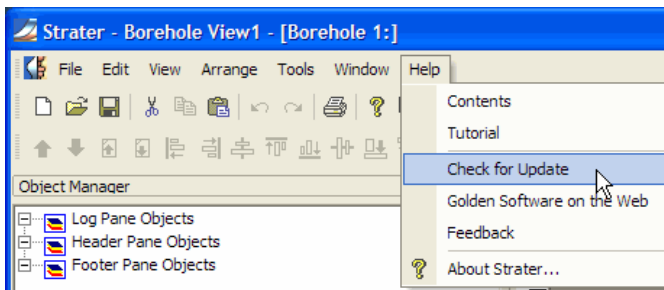 Strater - Borehole View1 - [Borehole 1:]
File Edit View Arrange Tools Window Help
Contents
Tutorial
Check for Update
Object Manager
Golden Software on the Web
Log Pane Objects
Feedback
Header Pane Objects
Footer Pane Objects
About Strater...